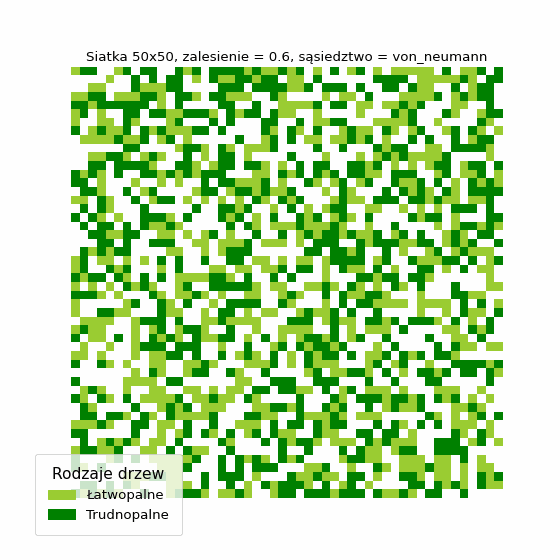 Siatka 50x50, zalesienie = 0.6, sąsiedztwo = von_neumann
Rodzaje drzew
Łatwopalne
Trudnopalne